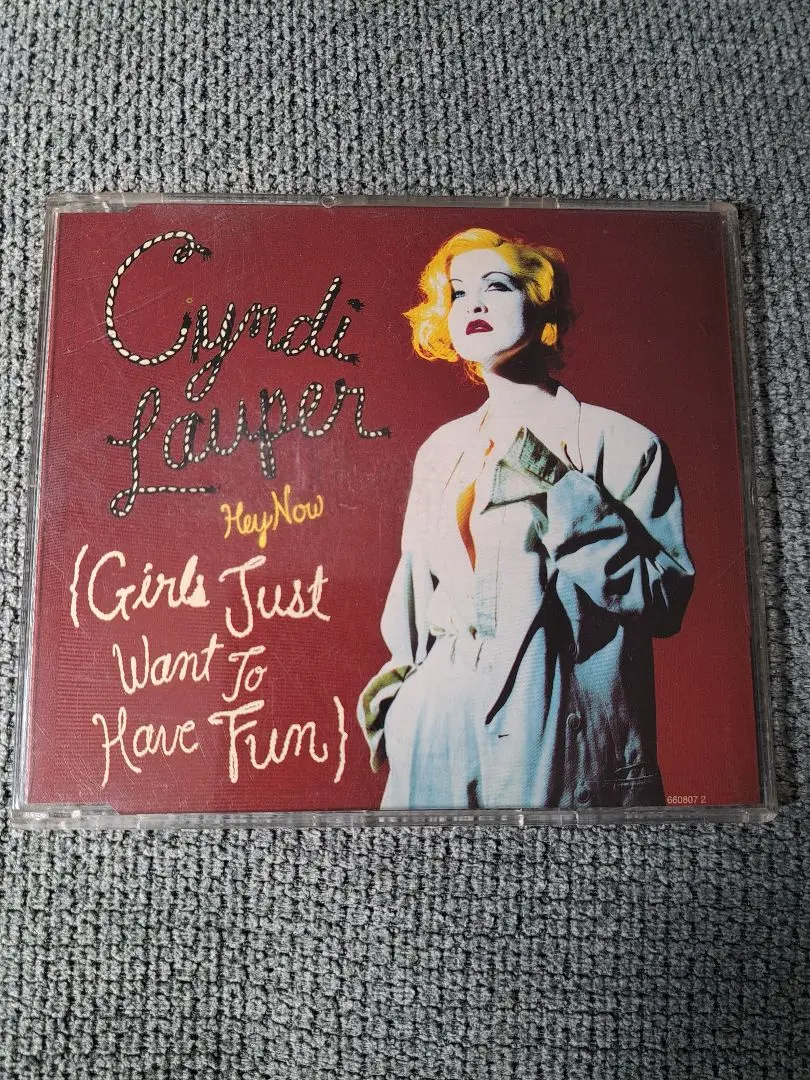 Cyndi
Lauper
Hey Now
{Girls Just
Want To
Have Fun}
660807 2